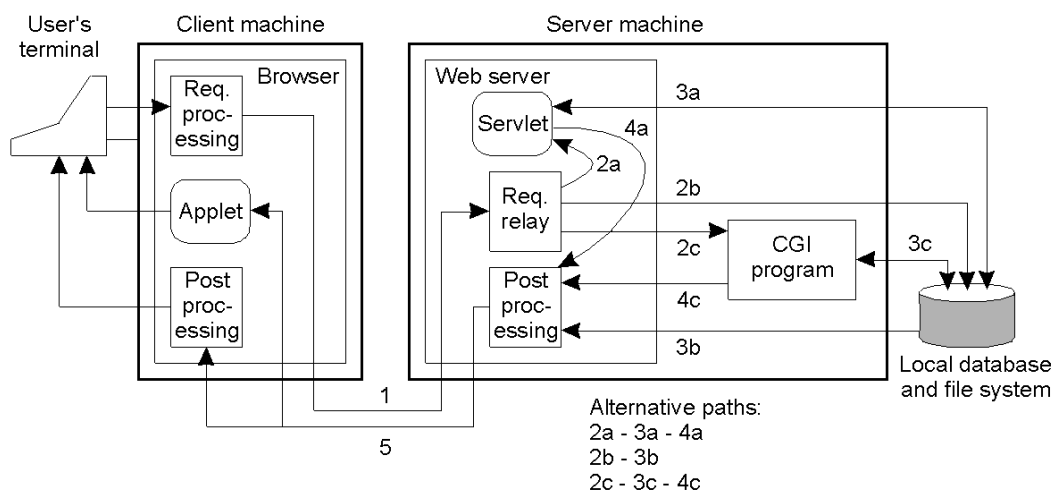 User's
terminal
Client machine
Server machine
Browser
Req.
proc-
essing
Applet
Post
proc-
essing
Web server
Servlet
Req.
relay
Post
proc-
essing
3a
4a
2a
2b
2c
CGI
program
3c
4c
3b
Local database
and file system
1
5
Alternative paths:
2a - 3a - 4a
2b - 3b
2c - 3c - 4c